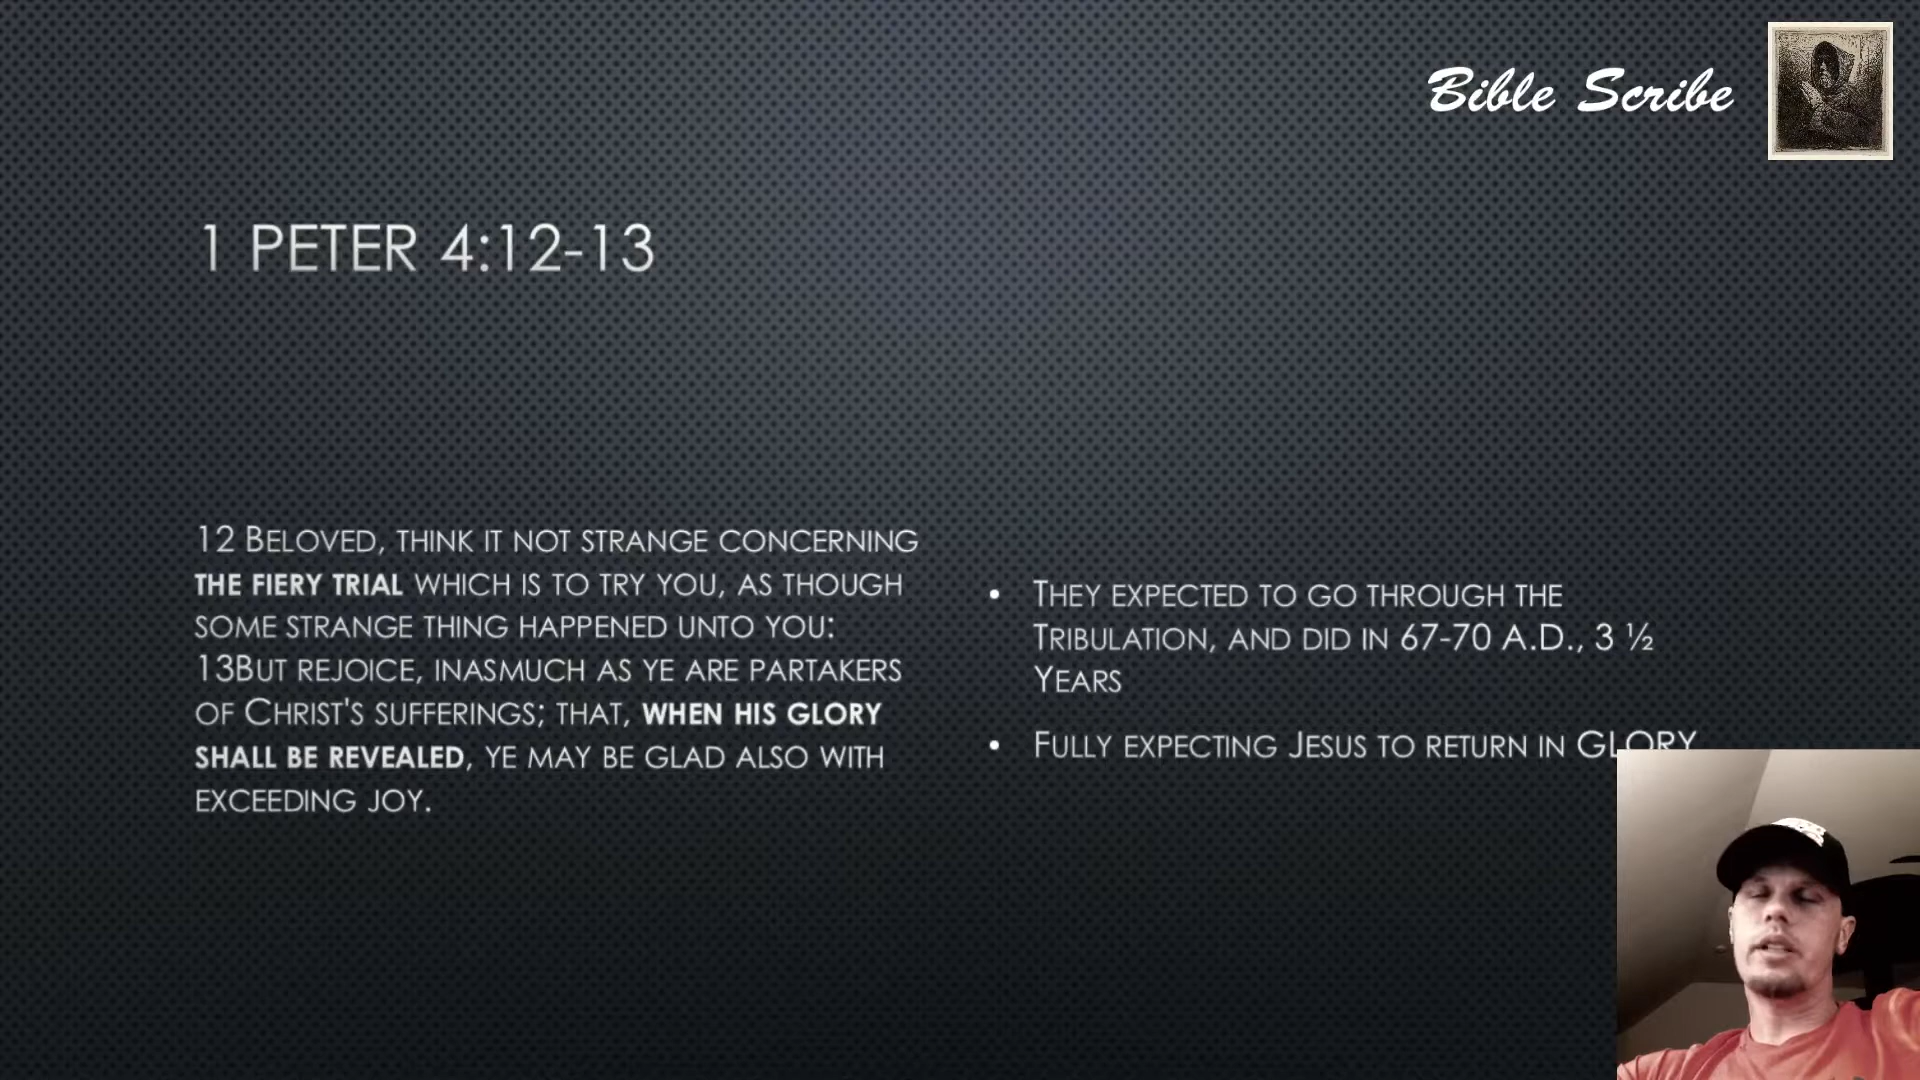 Bible Scribe
1 PETER 4:12-13
12 BELOVED, THINK IT NOT STRANGE CONCERNING
THE FIERY TRIAL WHICH IS TO TRY YOU, AS THOUGH
SOME STRANGE THING HAPPENED UNTO YOU:
13BUT REJOICE, INASMUCH AS YE ARE PARTAKERS
OF CHRIST'S SUFFERINGS; THAT, WHEN HIS GLORY
SHALL BE REVEALED, YE MAY BE GLAD ALSO WITH
EXCEEDING JOY.
• THEY EXPECTED TO GO THROUGH THE
TRIBULATION, AND DID IN 67-70 A.D., 3 ½
YEARS
• FULLY EXPECTING JESUS TO RETURN IN GLORY